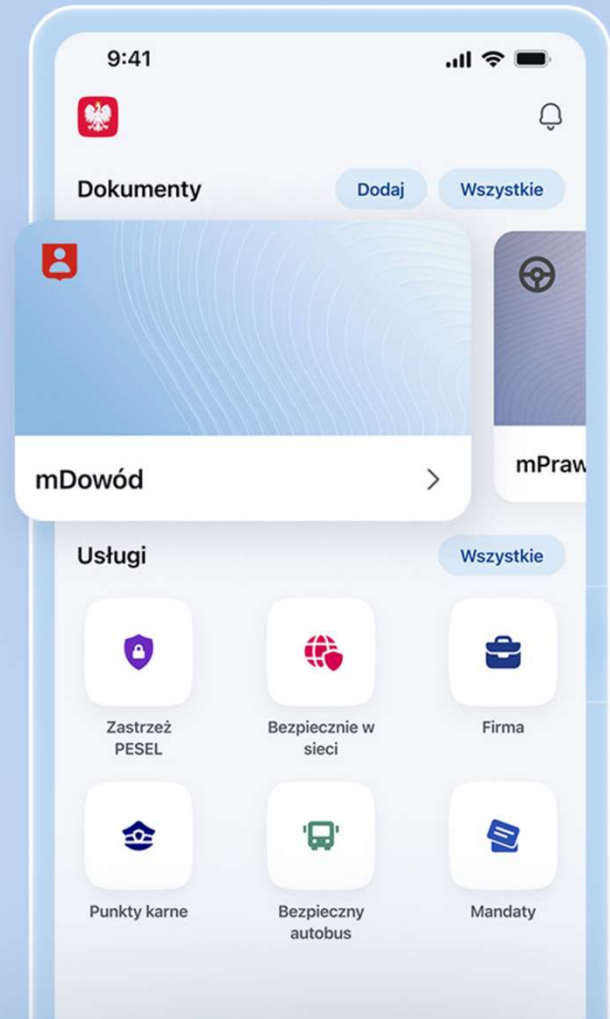 9:41
Dokumenty
Dodaj
Wszystkie
mDowód
mPraw
Usługi
Wszystkie
Zastrzeż
PESEL
Bezpiecznie w
sieci
Firma
Punkty karne
Bezpieczny
autobus
Mandaty